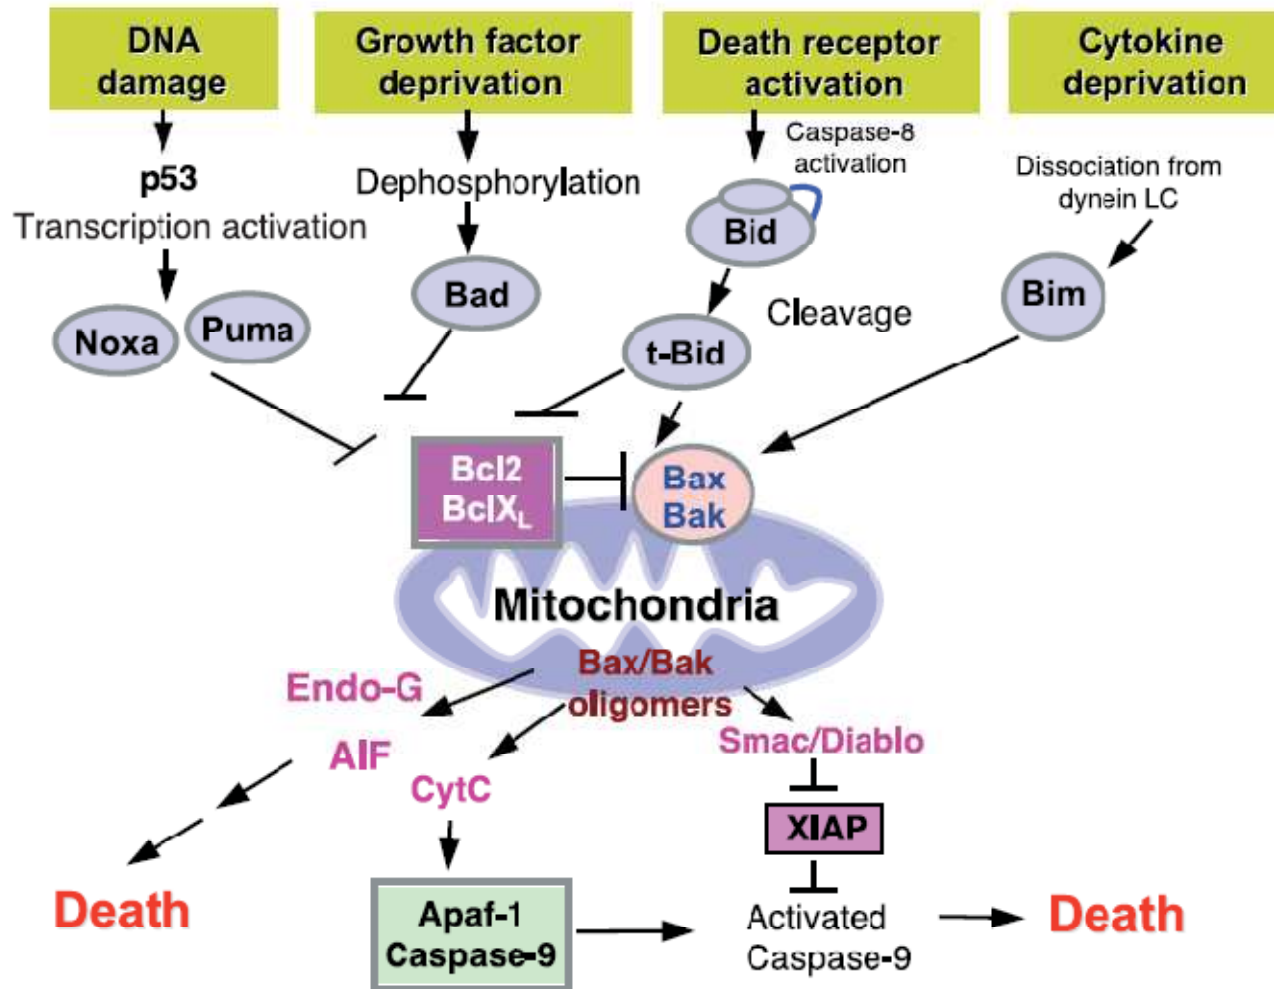 DNA
damage
Growth factor
deprivation
Death receptor
activation
Cytokine
deprivation
p53
Transcription activation
Dephosphorylation
Caspase-8
activation
Dissociation from
dynein LC
Noxa
Puma
Bad
Bid
Cleavage
t-Bid
Bim
Bcl2
BclXL
Bax
Bak
Mitochondria
Bax/Bak
oligomers
Endo-G
AIF
CytC
Smac/Diablo
XIAP
Death
Apaf-1
Caspase-9
Activated
Caspase-9
Death